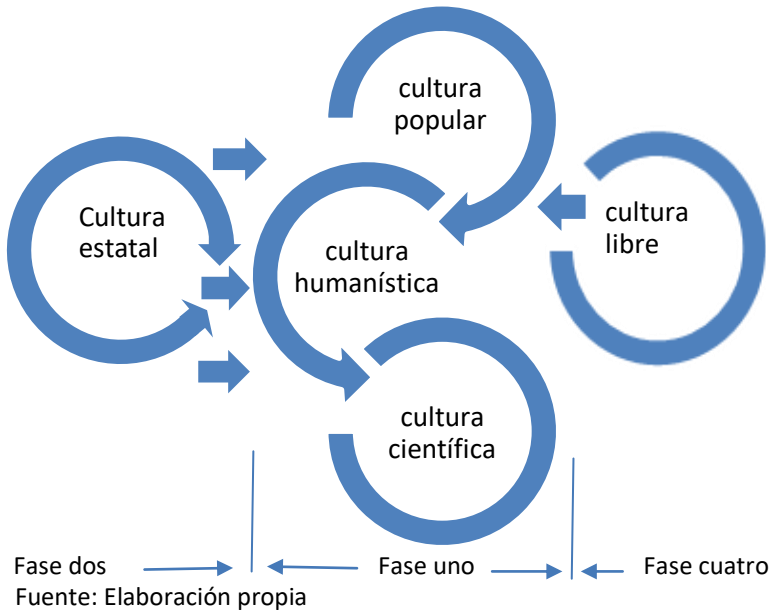 cultura
popular
Cultura
estatal
cultura
libre
cultura
humanística
cultura
científica
Fase dos
Fase uno
Fase cuatro
Fuente: Elaboración propia